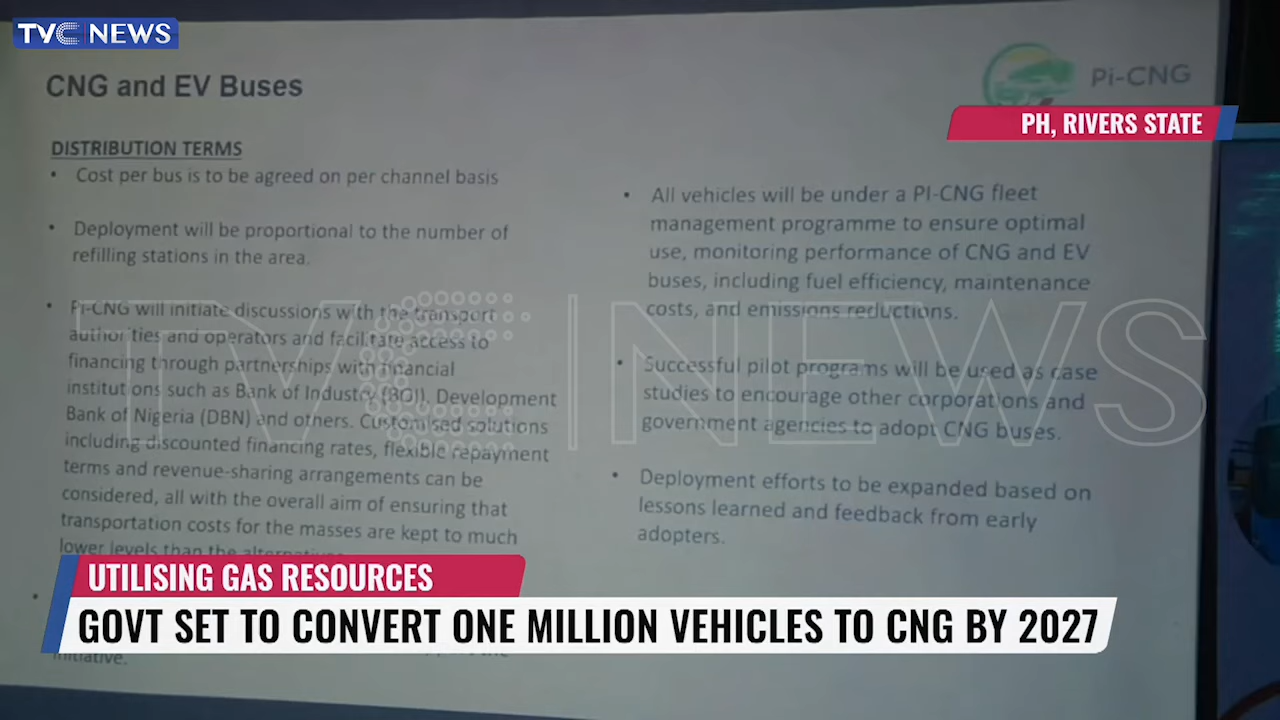 TVC NEWS
CNG and EV Buses
Pi-CNG
PH, RIVERS STATE
DISTRIBUTION TERMS
• Cost per bus is to be agreed on per channel basis
• Deployment will be proportional to the number of
refilling stations in the area.
• Pi-CNG will initiate discussions with the transport
authorities and operators and facilitate access to
financing through partnerships with financial
institutions such as Bank of Industry (BOI), Development
Bank of Nigeria (DBN) and others. Customised solutions
including discounted financing rates, flexible repayment
terms and revenue-sharing arrangements can be
considered, all with the overall aim of ensuring that
transportation costs for the masses are kept to much
lower levels than the
• All vehicles will be under a PI-CNG fleet
management programme to ensure optimal
use, monitoring performance of CNG and EV
buses, including fuel efficiency, maintenance
costs, and emissions reductions.
• Successful pilot programs will be used as case
studies to encourage other corporations and
government agencies to adopt CNG buses.
• Deployment efforts to be expanded based on
lessons learned and feedback from early
adopters.
TVC|NEWS
UTILISING GAS RESOURCES
GOVT SET TO CONVERT ONE MILLION VEHICLES TO CNG BY 2027
initiative.